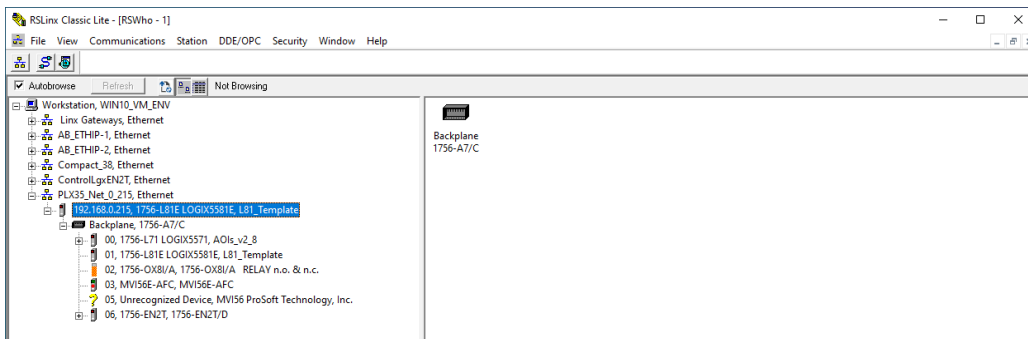 RSLinx Classic Lite - [RSWho - 1]
File View Communications Station DDE/OPC Security Window Help
Autobrowse Refresh Not Browsing
Workstation, WIN10_VM_ENV
Linx Gateways, Ethernet
AB_ETHIP-1, Ethernet
AB_ETHIP-2, Ethernet
Compact_38, Ethernet
ControlLgxEN2T, Ethernet
PLX35_Net_0_215, Ethernet
192.168.0.215, 1756-L81E LOGIX5581E, L81_Template
Backplane, 1756-A7/C
00, 1756-L71 LOGIX5571, AOIs_v2_8
01, 1756-L81E LOGIX5581E, L81_Template
02, 1756-OX8I/A, 1756-OX8I/A RELAY n.o. & n.c.
03, MVI56E-AFC, MVI56E-AFC
05, Unrecognized Device, MVI56 ProSoft Technology, Inc.
06, 1756-EN2T, 1756-EN2T/D
Backplane
1756-A7/C